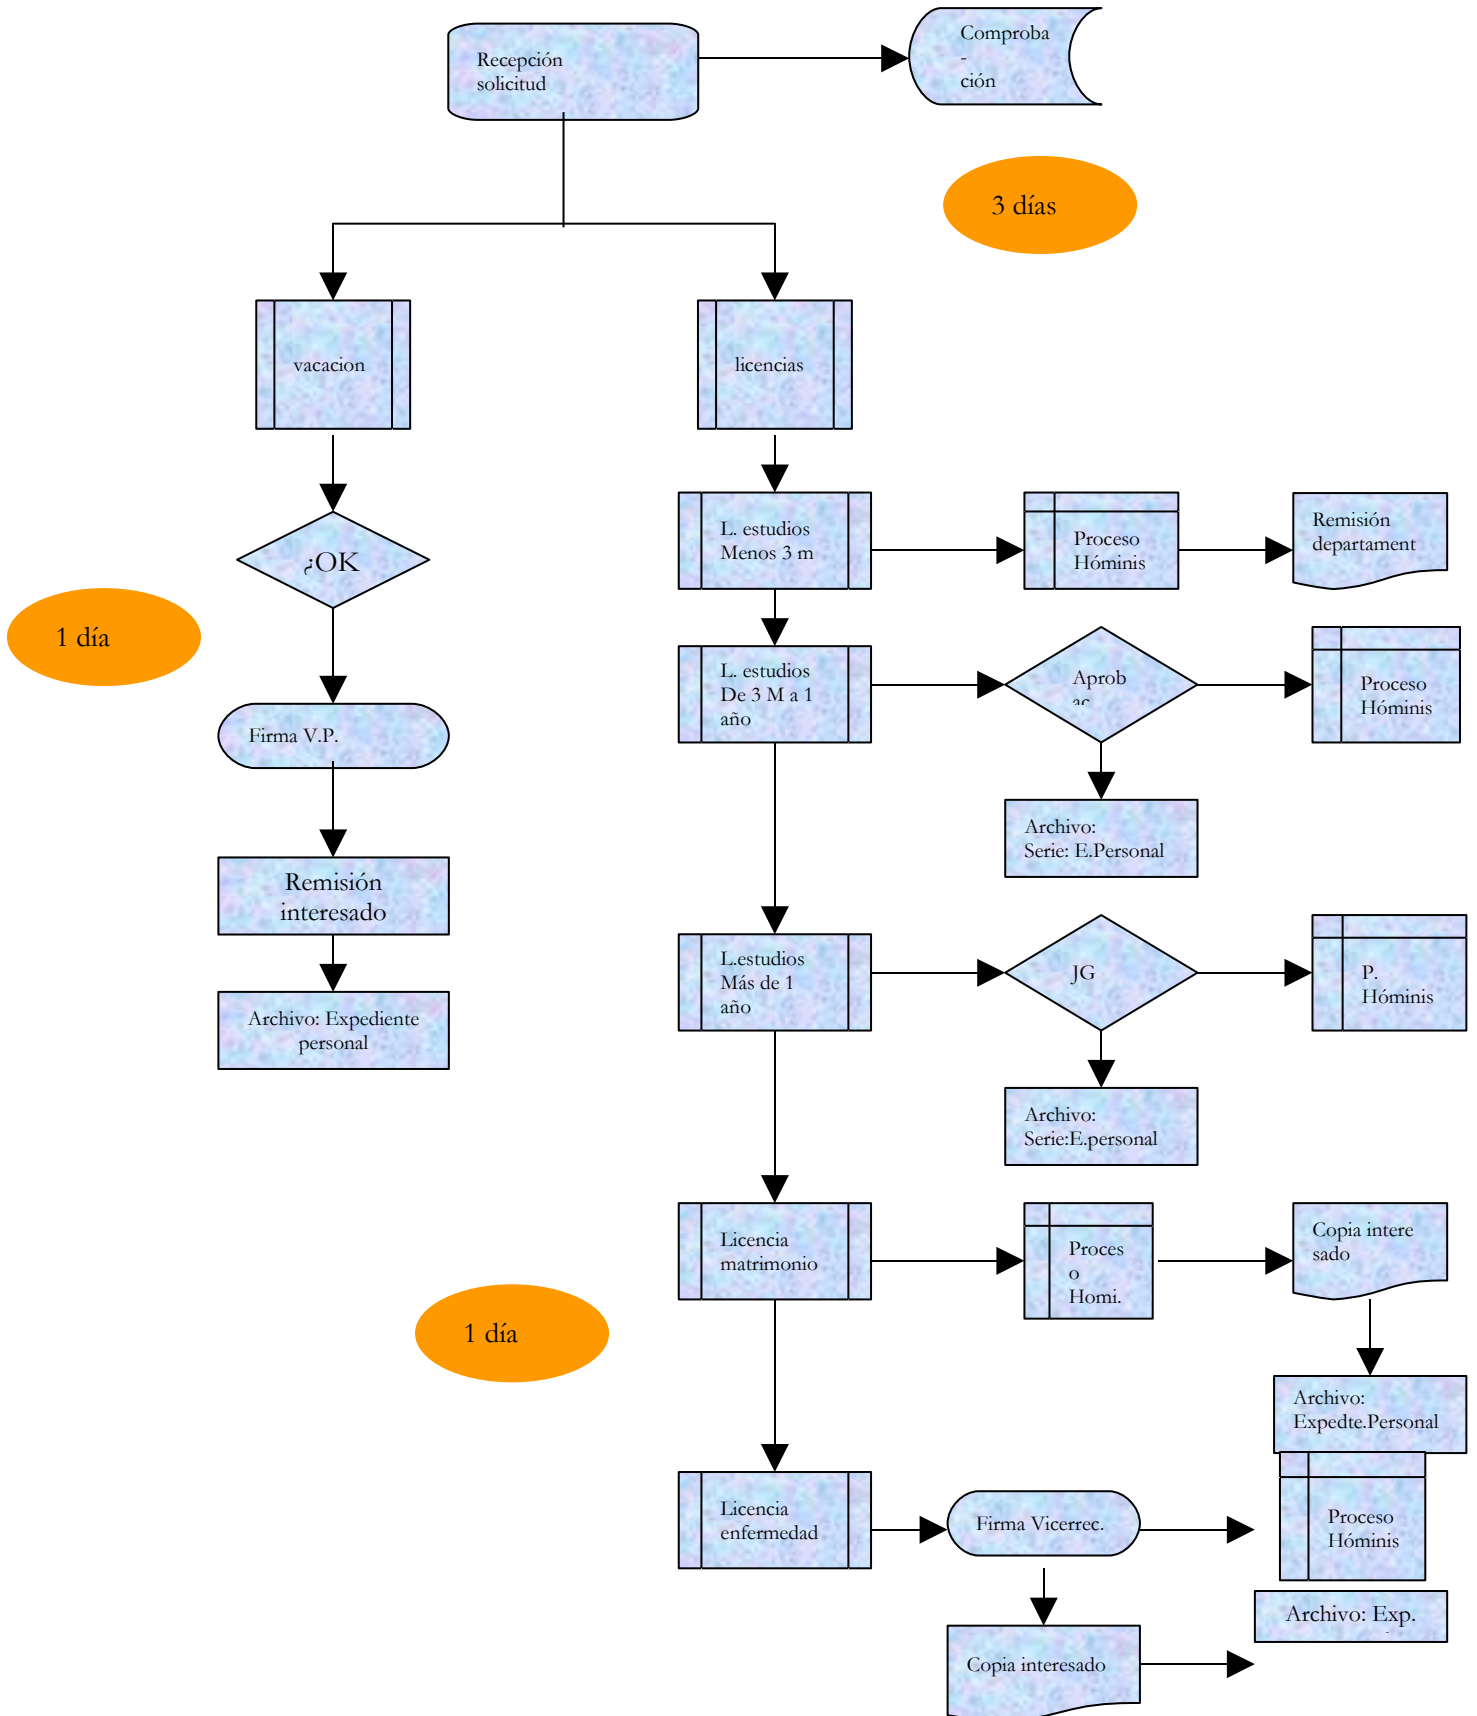 Recepción
solicitud
Comproba
-
ción
3 días
vacacion
licencias
¿OK
1 día
Firma V.P.
Remisión
interesado
Archivo: Expediente
personal
L. estudios
Menos 3 m
Proceso
Hóminis
Remisión
departament
L. estudios
De 3 M a 1
año
Aprob
ac
Proceso
Hóminis
Archivo:
Serie: E.Personal
L.estudios
Más de 1
año
JG
P.
Hóminis
Archivo:
Serie:E.personal
Licencia
matrimonio
Proces
o
Homi.
Copia intere
sado
1 día
Archivo:
Expedte.Personal
Licencia
enfermedad
Firma Vicerrec.
Proceso
Hóminis
Archivo: Exp.
Copia interesado